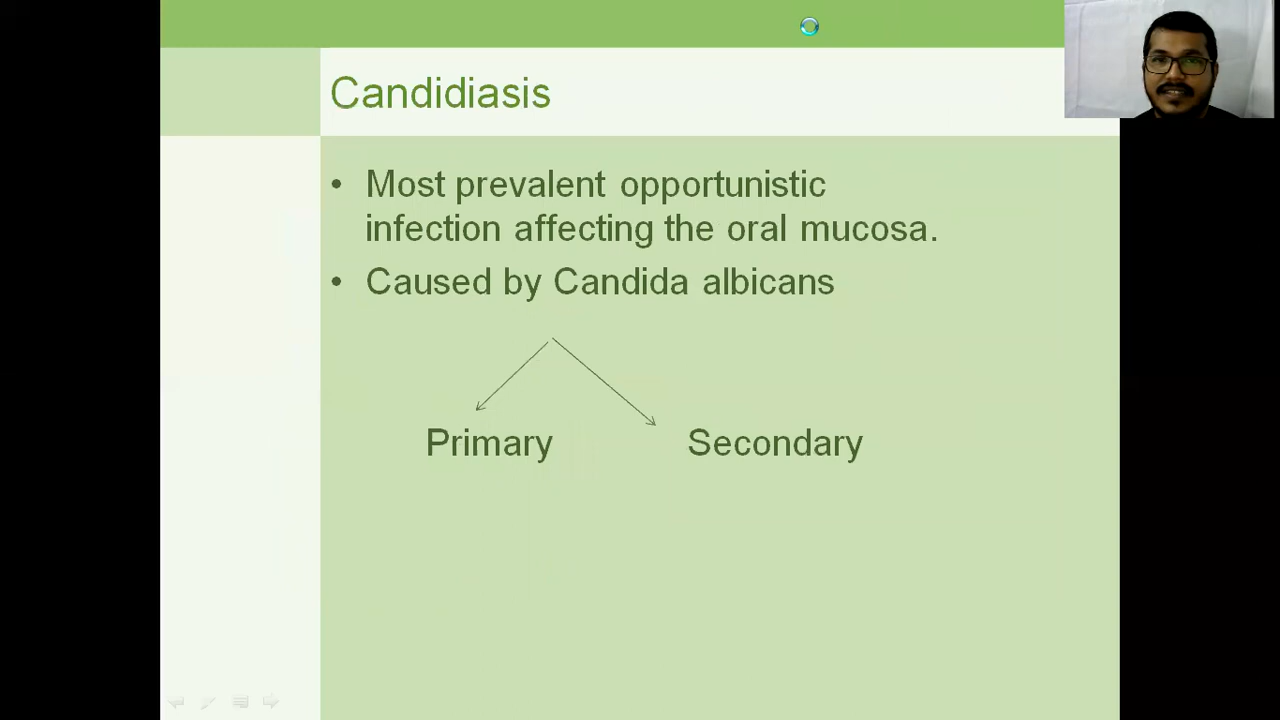 Candidiasis
• Most prevalent opportunistic
infection affecting the oral mucosa.
• Caused by Candida albicans
Primary Secondary